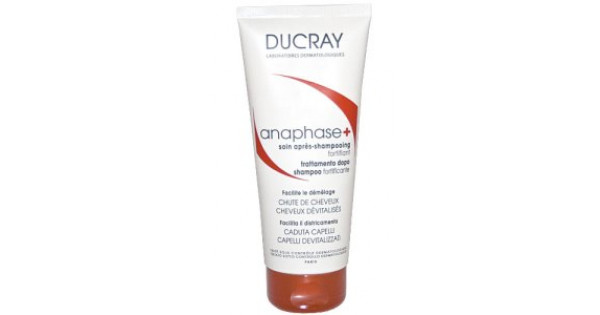 DUCRAY
LABORATOIRES DERMATOLOGIQUES
anaphase+
soin après-shampooing
fortifiant
trattamento dopo
shampoo fortificante
Facilite le démêlage
CHUTE DE CHEVEUX
CHEVEUX DÉVITALISÉS
Facilita il districamento
CADUTA CAPELLI
CAPELLI DEVITALIZZATI
PARIS